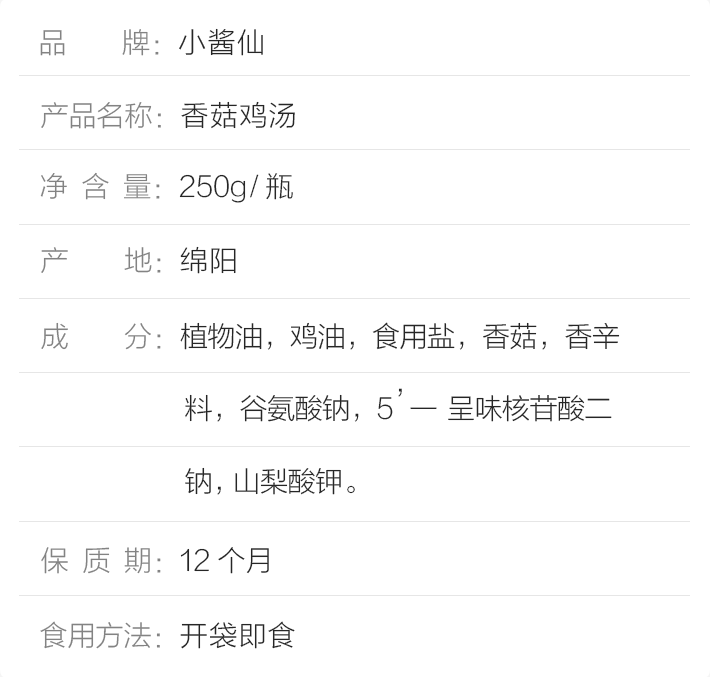 品牌：小酱仙
产品名称：香菇鸡汤
净含量：250g/瓶
产地：绵阳
成分：植物油，鸡油，食用盐，香菇，香辛
料，谷氨酸钠，5’一 呈味核苷酸二
钠，山梨酸钾。
保质期：12个月
食用方法：开袋即食